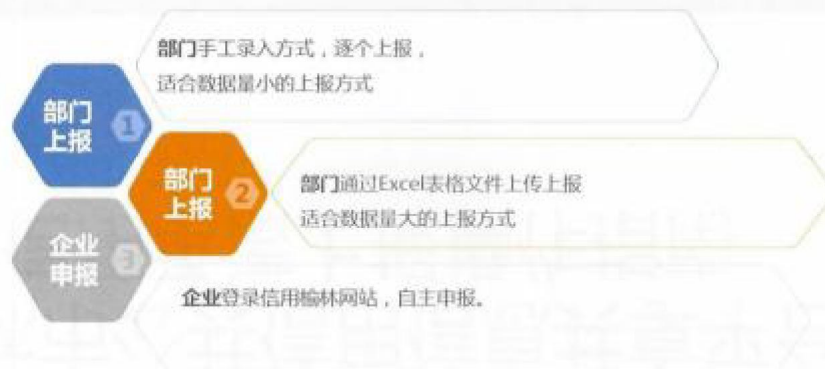 部门手工录入方式，逐个上报，
适合数据量小的上报方式
部门
上报
1
部门
上报
2
部门通过Excel表格文件上传上报
适合数据量大的上报方式
企业
申报
3
企业登录信用榆林网站，自主申报。